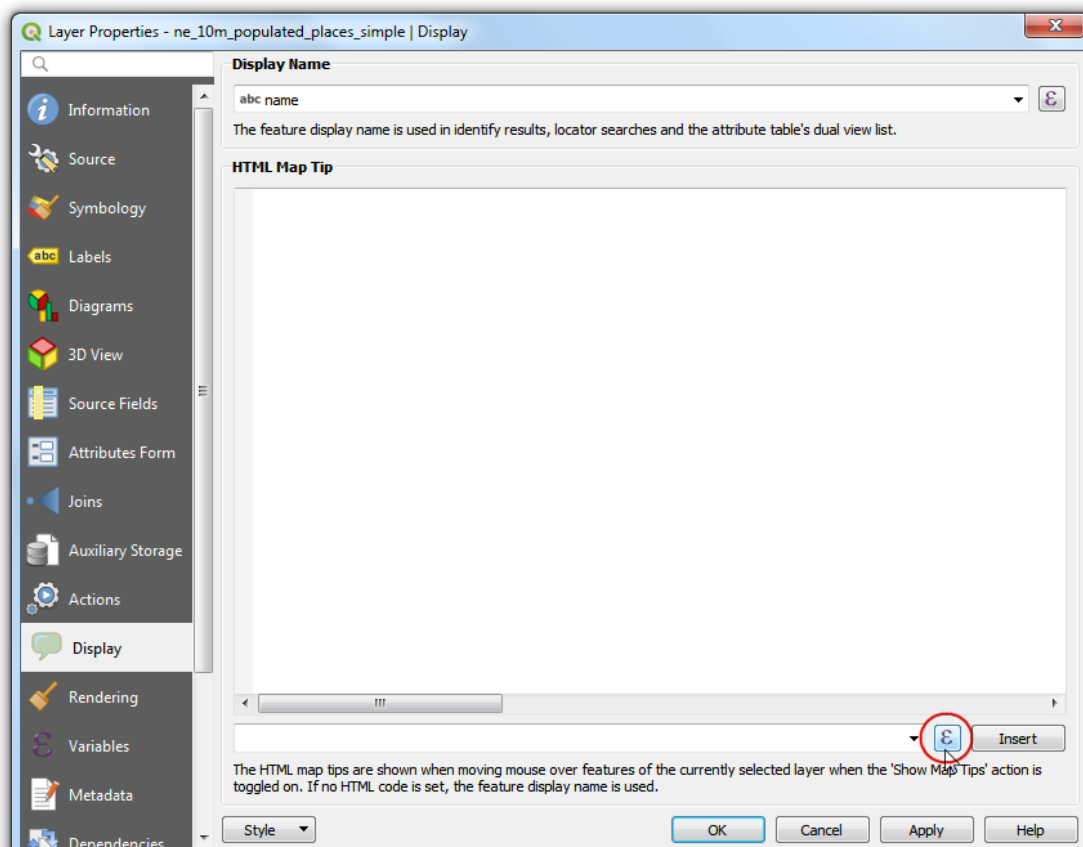 Layer Properties - ne_10m_populated_places_simple | Display
Information
Source
Symbology
abc Labels
Diagrams
3D View
Source Fields
Attributes Form
Joins
Auxiliary Storage
Actions
Display
Rendering
ε Variables
Metadata
Dependencies
Display Name
abc name
ε
The feature display name is used in identify results, locator searches and the attribute table's dual view list.
HTML Map Tip
ε Insert
The HTML map tips are shown when moving mouse over features of the currently selected layer when the 'Show Map Tips' action is
toggled on. If no HTML code is set, the feature display name is used.
Style OK Cancel Apply Help